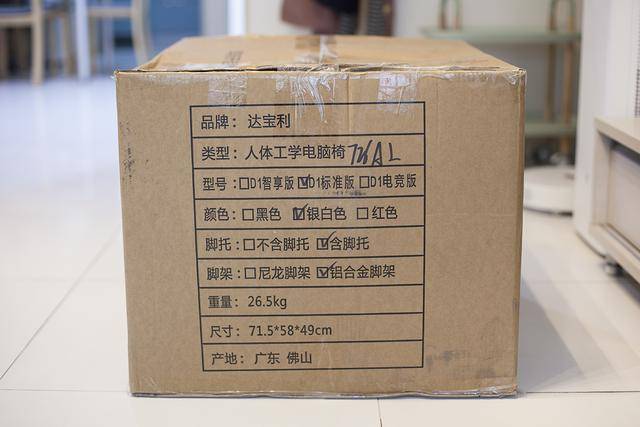 品牌：达宝利
类型：人体工学电脑椅
型号：□D1智享版 ☑D1标准版 □D1电竞版
颜色：□黑色 ☑银白色 □红色
脚托：□不含脚托 ☑含脚托
脚架：□尼龙脚架 ☑铝合金脚架
重量：26.5kg
尺寸：71.5*58*49cm
产地：广东 佛山